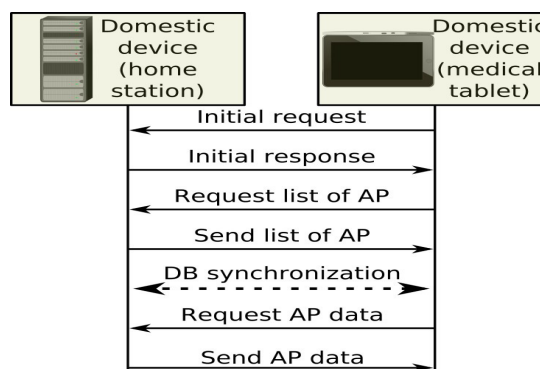 Domestic
device
(home
station)
Domestic
device
(medical
tablet)
Initial request
Initial response
Request list of AP
Send list of AP
DB synchronization
Request AP data
Send AP data